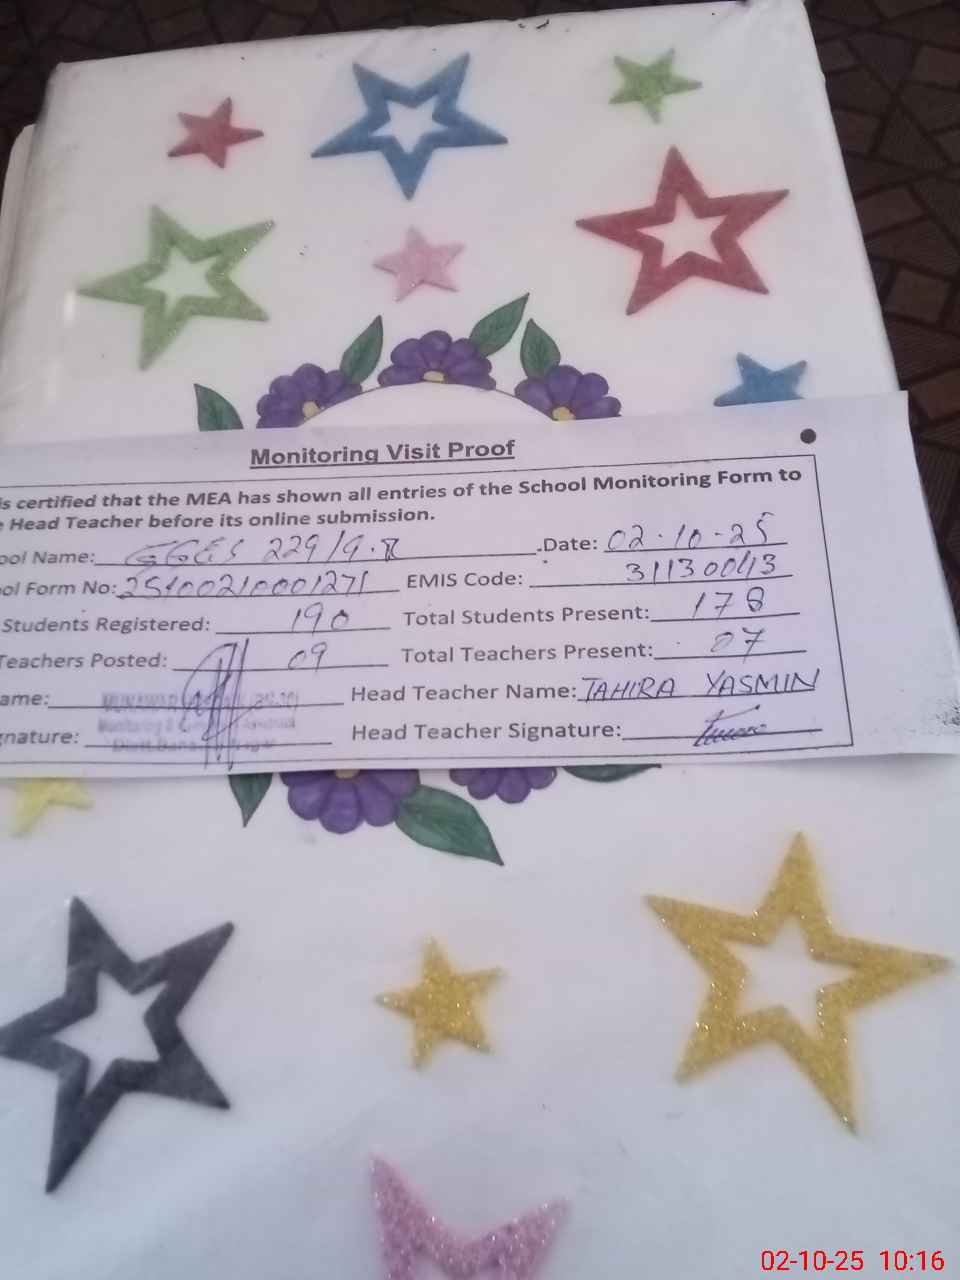 Monitoring Visit Proof
is certified that the MEA has shown all entries of the School Monitoring Form to
Head Teacher before its online submission.
ool Name: GGES 229/9.R Date: 02.10-25
ol Form No: EMIS Code: 31130043
Students Registered: 190 Total Students Present: 178
Teachers Posted: 09 Total Teachers Present: 07
ame: Head Teacher Name: TAHIRA YASMIN
nature: Head Teacher Signature:
02-10-25 10:16